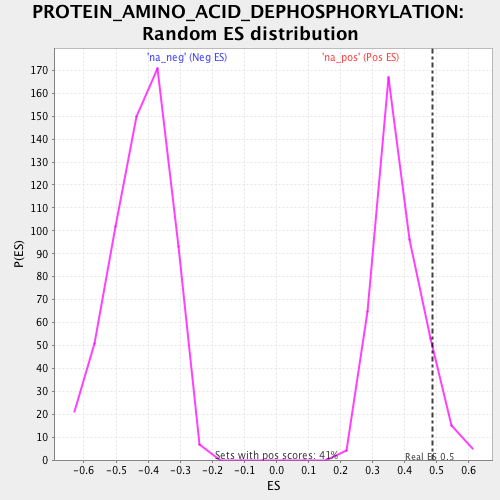 PROTEIN_AMINO_ACID_DEPHOSPHORYLATION:
Random ES distribution
'na_neg' (Neg ES)
'na_pos' (Pos ES)
170
160
150
140
130
120
110
100
90
80
70
60
50
40
30
20
10
0
P(ES)
Sets with pos scores: 41%
Real ES 0.5
-0.6 -0.5 -0.4 -0.3 -0.2 -0.1 0.0 0.1 0.2 0.3 0.4 0.5 0.6
ES